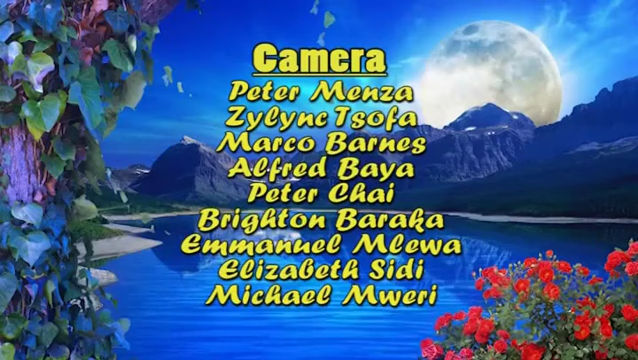 Camera
Peter Menza
Zylync Tsofa
Marco Barnes
Alfred Baya
Peter Chai
Brighton Baraka
Emmanuel Mlewa
Elizabeth Sidi
Michael Mweri